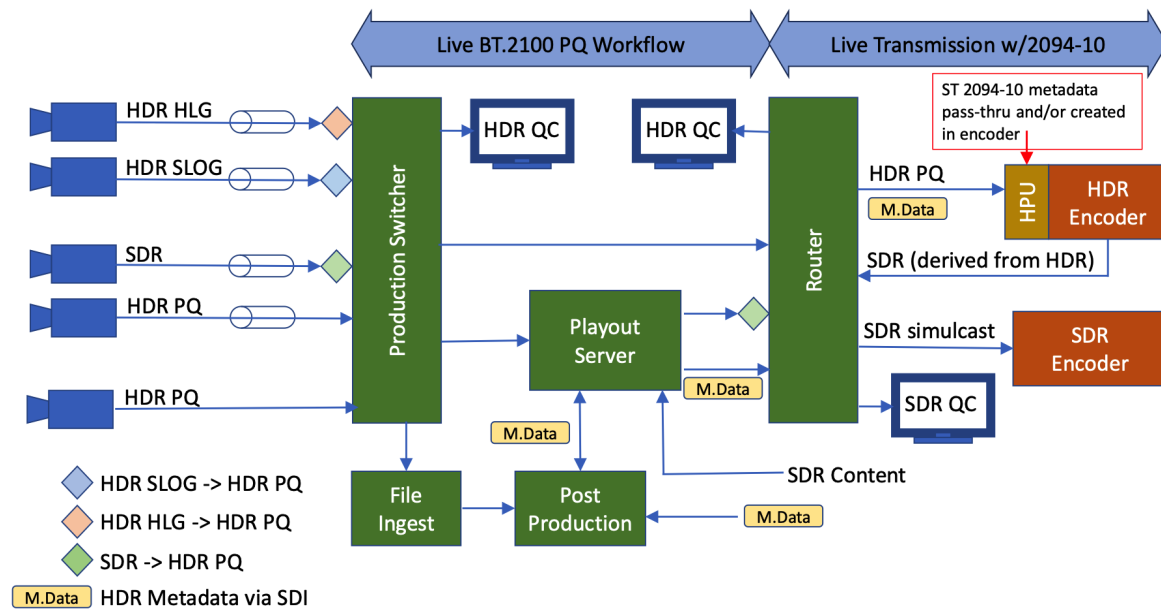 Live BT.2100 PQ Workflow
Live Transmission w/2094-10
ST 2094-10 metadata
pass-thru and/or created
in encoder
HDR HLG
HDR SLOG
SDR
HDR PQ
HDR PQ
Production Switcher
HDR QC
HDR QC
Router
HDR PQ
M.Data
HPU
HDR
Encoder
SDR (derived from HDR)
Playout
Server
SDR simulcast
SDR
Encoder
M.Data
SDR QC
M.Data
SDR Content
File
Ingest
Post
Production
M.Data
HDR SLOG -> HDR PQ
HDR HLG -> HDR PQ
SDR -> HDR PQ
M.Data HDR Metadata via SDI